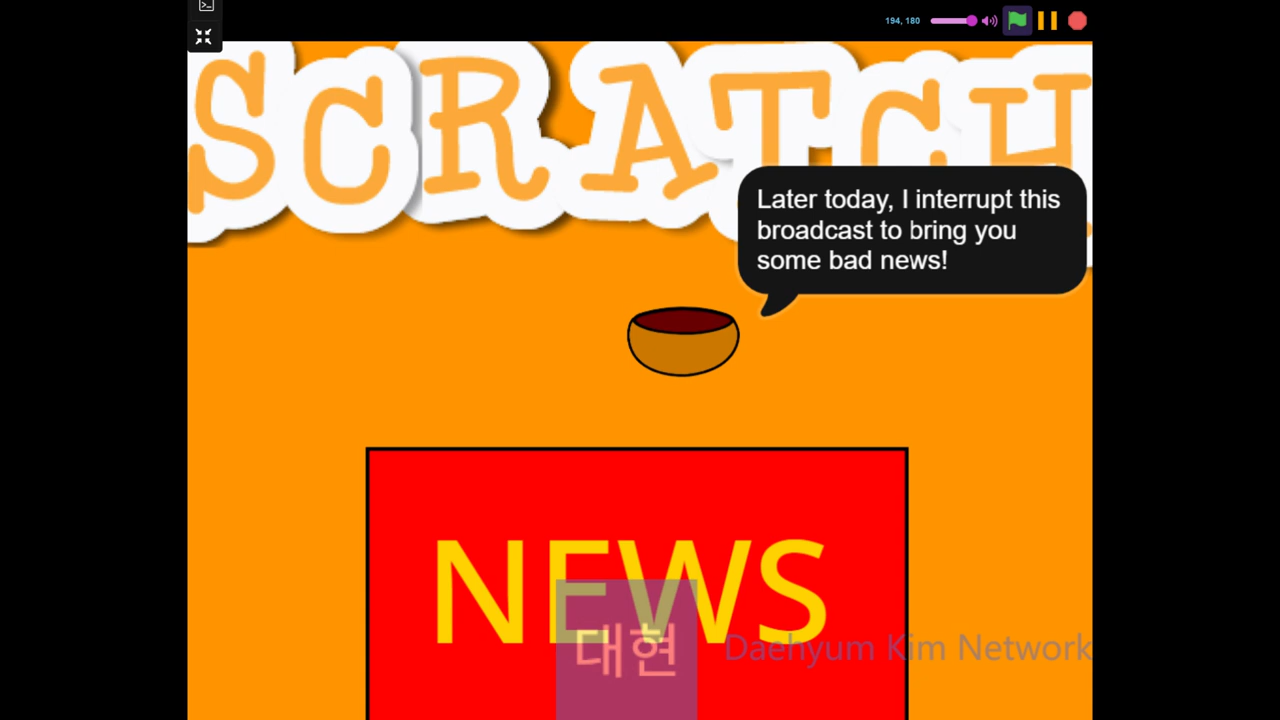 194, 180
SCRATCH
Later today, I interrupt this
broadcast to bring you
some bad news!
NEWS
대현
Daehyum Kim Network